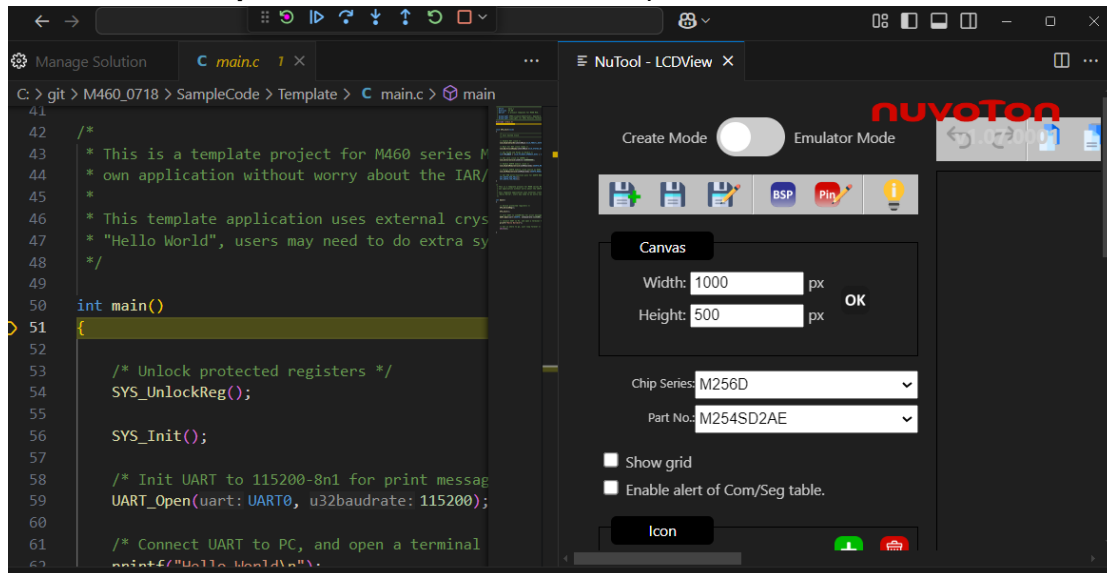 Manage Solution
C main.c 1
NuTool - LCDView
C: > git > M460_0718 > SampleCode > Template > C main.c > main
41
42 /*
43 * This is a template project for M460 series M
44 * own application without worry about the IAR/
45 *
46 * This template application uses external crys
47 * "Hello World", users may need to do extra sy
48 */
49
50 int main()
51 {
52
53 /* Unlock protected registers */
54 SYS_UnlockReg();
55
56 SYS_Init();
57
58 /* Init UART to 115200-8n1 for print messag
59 UART_Open(uart: UART0, u32baudrate: 115200);
60
61 /* Connect UART to PC, and open a terminal
62 printf("Hello World\n");
nuvoTon
Create Mode Emulator Mode
BSP Pin
Canvas
Width: 1000 px
Height: 500 px
OK
Chip Series: M256D
Part No.: M254SD2AE
Show grid
Enable alert of Com/Seg table.
Icon